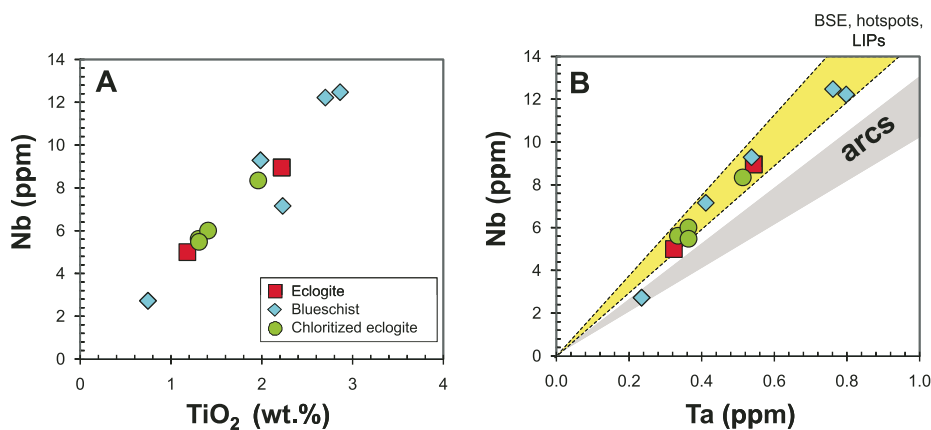 A
Nb (ppm)
14
12
10
8
6
4
2
0
0
1
2
3
4
TiO2 (wt.%)
Eclogite
Blueschist
Chloritized eclogite
BSE, hotspots,
LIPs
B
arcs
Nb (ppm)
14
12
10
8
6
4
2
0
0.0
0.2
0.4
0.6
0.8
1.0
Ta (ppm)